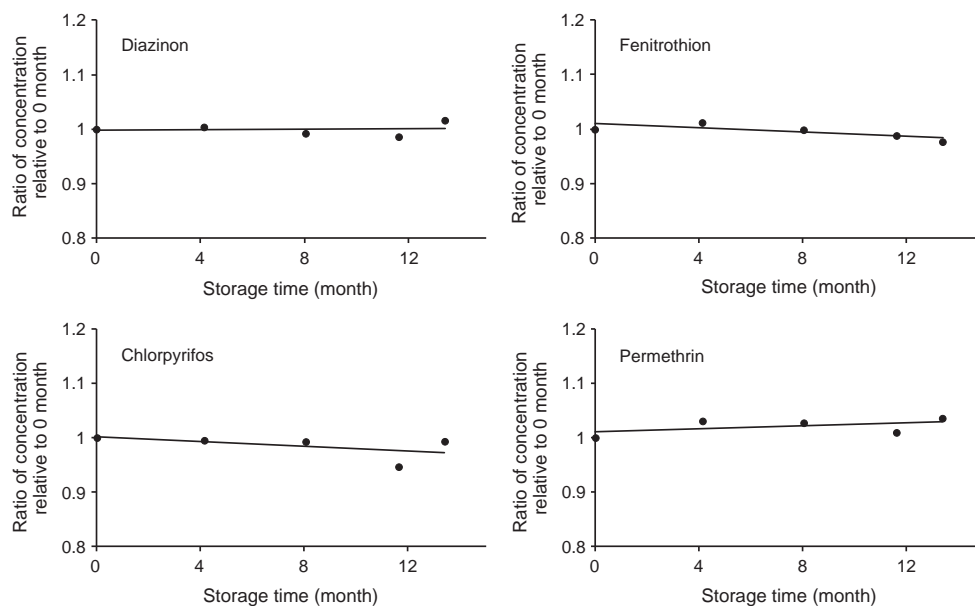 1.2
Diazinon
1.1
1
0.9
0.8
0
4
8
12
Storage time (month)
Ratio of concentration
relative to 0 month
1.2
Fenitrothion
1.1
1
0.9
0.8
0
4
8
12
Storage time (month)
Ratio of concentration
relative to 0 month
1.2
Chlorpyrifos
1.1
1
0.9
0.8
0
4
8
12
Storage time (month)
Ratio of concentration
relative to 0 month
1.2
Permethrin
1.1
1
0.9
0.8
0
4
8
12
Storage time (month)
Ratio of concentration
relative to 0 month